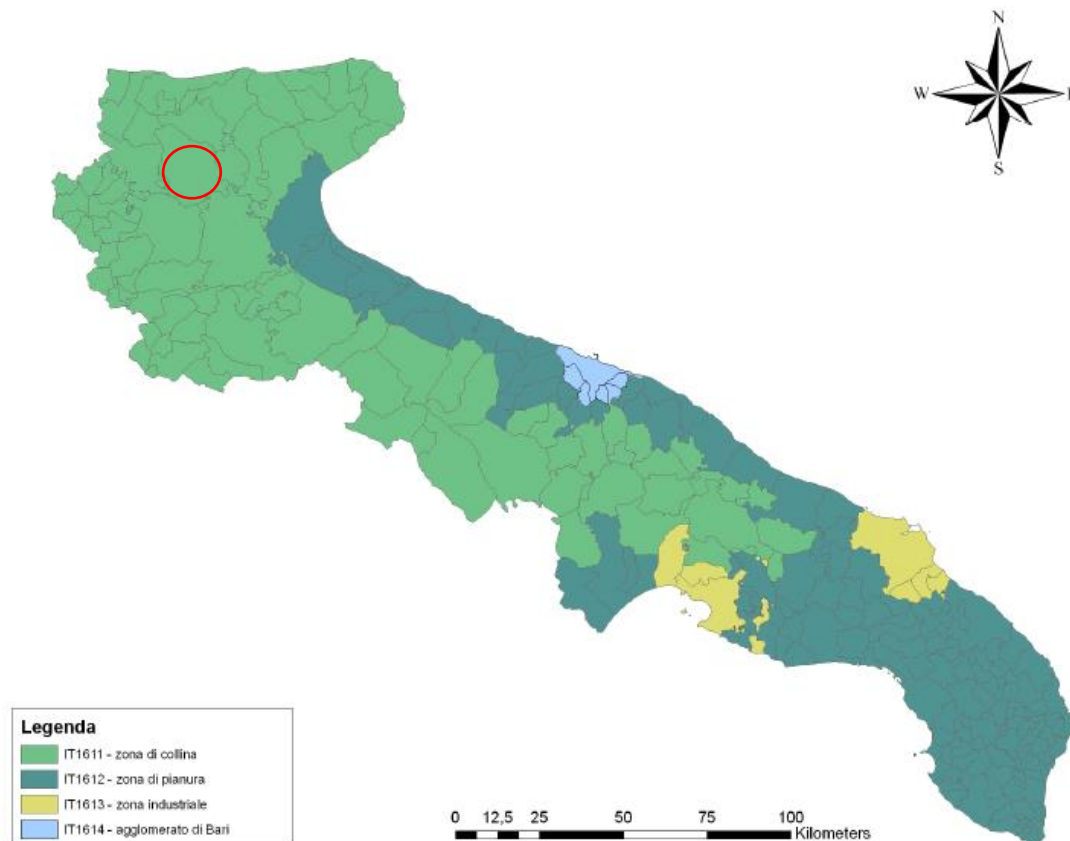 N
W
E
S
Legenda
IT1611 - zona di collina
IT1612 - zona di pianura
IT1613 - zona industriale
IT1614 - agglomerato di Bari
0 12,5 25 50 75 100
Kilometers